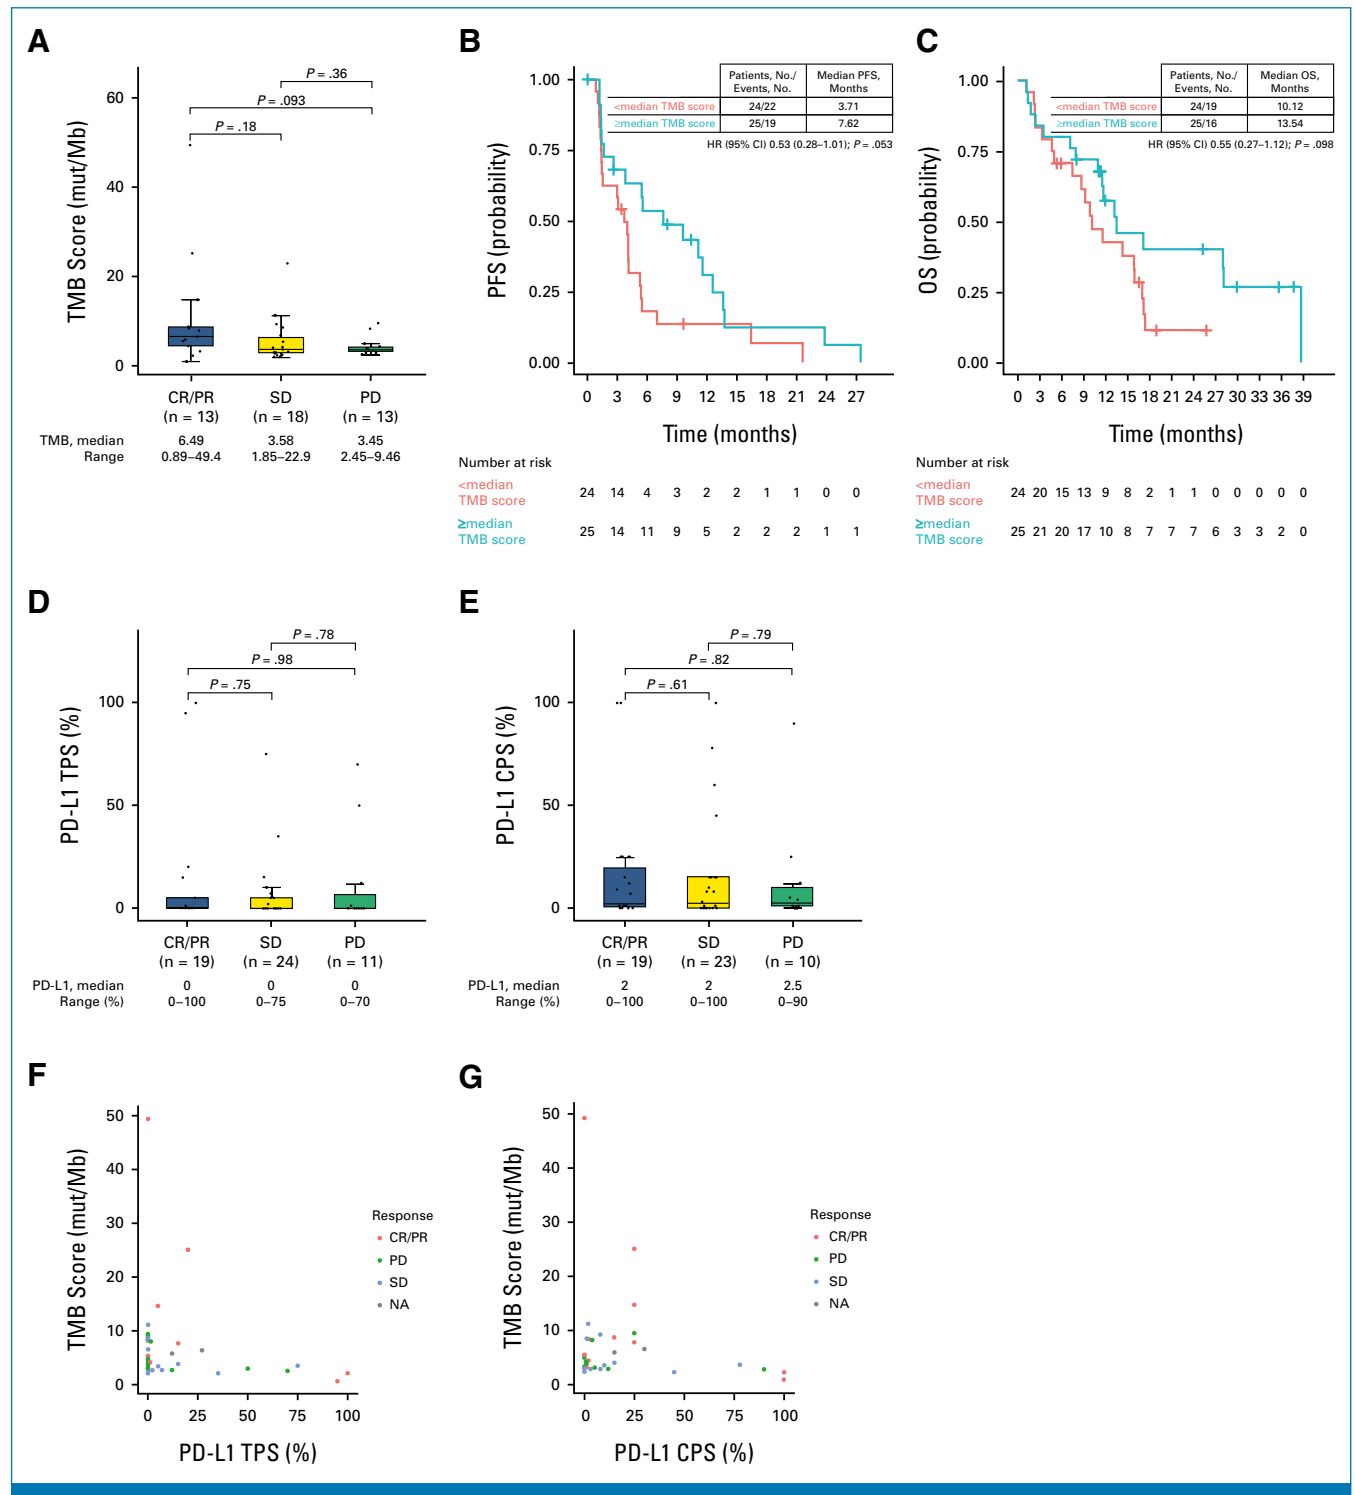 A
TMB Score (mut/Mb)
60
40
20
0
P = .36
P = .093
P = .18
CR/PR
(n = 13)
SD
(n = 18)
PD
(n = 13)
TMB, median 6.49 3.58 3.45
Range 0.89–49.4 1.85–22.9 2.45–9.46
B
PFS (probability)
1.00
0.75
0.50
0.25
0.00
Patients, No./
Events, No.
Median PFS,
Months
<median TMB score 24/22 3.71
≥median TMB score 25/19 7.62
HR (95% CI) 0.53 (0.28–1.01); P = .053
0 3 6 9 12 15 18 21 24 27
Time (months)
Number at risk
<median
TMB score
24 14 4 3 2 2 1 1 0 0
≥median
TMB score
25 14 11 9 5 2 2 2 1 1
C
OS (probability)
1.00
0.75
0.50
0.25
0.00
Patients, No./
Events, No.
Median OS,
Months
<median TMB score 24/19 10.12
≥median TMB score 25/16 13.54
HR (95% CI) 0.55 (0.27–1.12); P = .098
0 3 6 9 12 15 18 21 24 27 30 33 36 39
Time (months)
Number at risk
<median
TMB score
24 20 15 13 9 8 2 1 1 0 0 0 0 0
≥median
TMB score
25 21 20 17 10 8 7 7 7 6 3 3 2 0
D
PD-L1 TPS (%)
100
50
0
P = .78
P = .98
P = .75
CR/PR
(n = 19)
SD
(n = 24)
PD
(n = 11)
PD-L1, median 0 0 0
Range (%) 0–100 0–75 0–70
E
PD-L1 CPS (%)
100
50
0
P = .79
P = .82
P = .61
CR/PR
(n = 19)
SD
(n = 23)
PD
(n = 10)
PD-L1, median 2 2 2.5
Range (%) 0–100 0–100 0–90
F
TMB Score (mut/Mb)
50
40
30
20
10
0
0 25 50 75 100
PD-L1 TPS (%)
Response
CR/PR
PD
SD
NA
G
TMB Score (mut/Mb)
50
40
30
20
10
0
0 25 50 75 100
PD-L1 CPS (%)
Response
CR/PR
PD
SD
NA